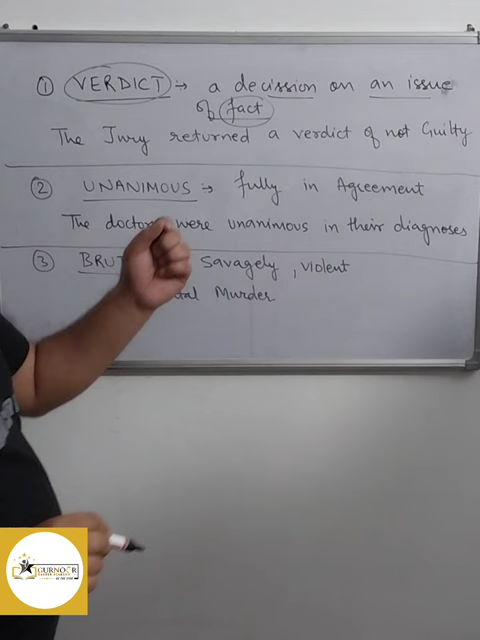 ① VERDICT → a decission on an issue
of fact
The Jury returned a verdict of not Guilty
② UNANIMOUS → fully in Agreement
The doctors were unanimous in their diagnoses
③ BRUT Savagely, violent
tal Murder
GURNOOR